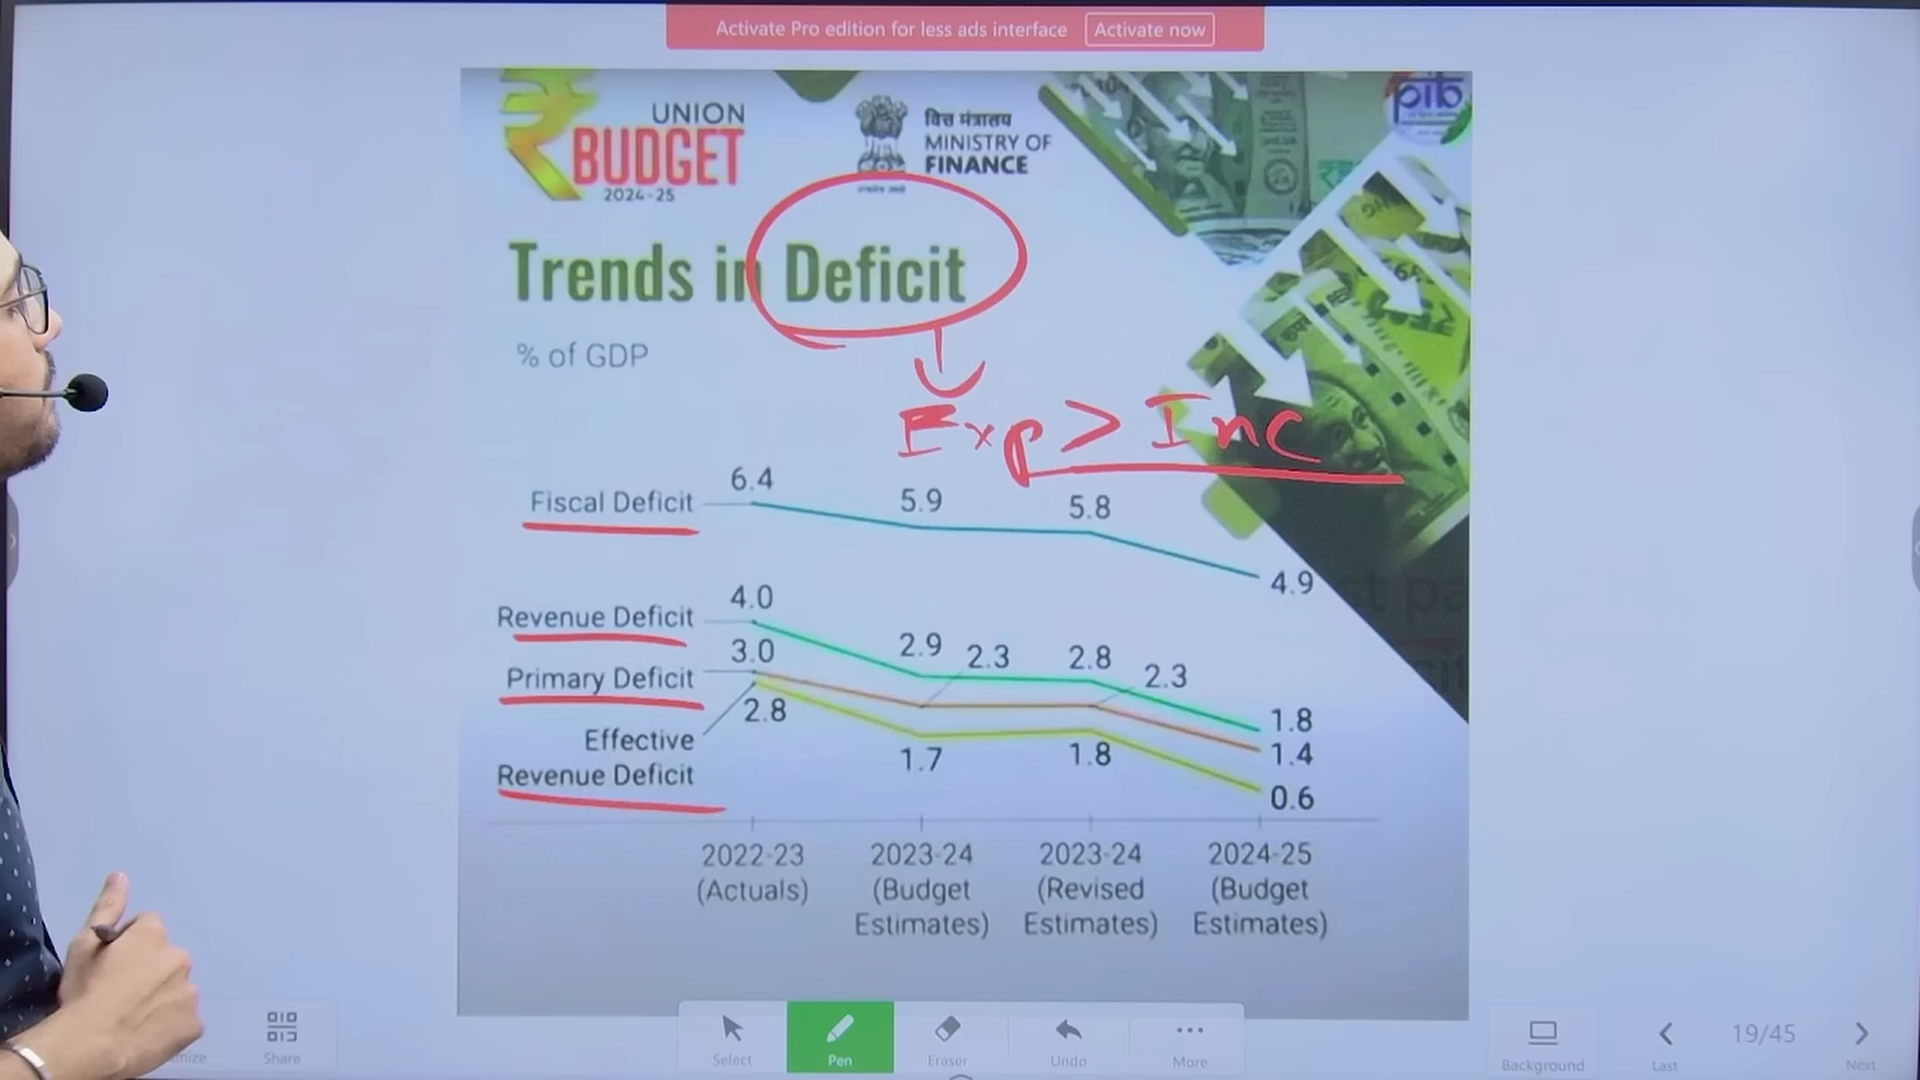 Activate Pro edition for less ads interface Activate now
UNION
BUDGET
2024-25
वित्त मंत्रालय
MINISTRY OF
FINANCE
pib
Trends in Deficit
% of GDP
Exp > Inc
Fiscal Deficit 6.4 5.9 5.8 4.9
Revenue Deficit 4.0 2.9 2.8 1.8
Primary Deficit 3.0 2.3 2.3 1.4
Effective
Revenue Deficit 2.8 1.7 1.8 0.6
2022-23 2023-24 2023-24 2024-25
(Actuals) (Budget (Revised (Budget
Estimates) Estimates) Estimates)
Share
Select
Pen
Eraser
Undo
More
Background
Last
19/45
Next